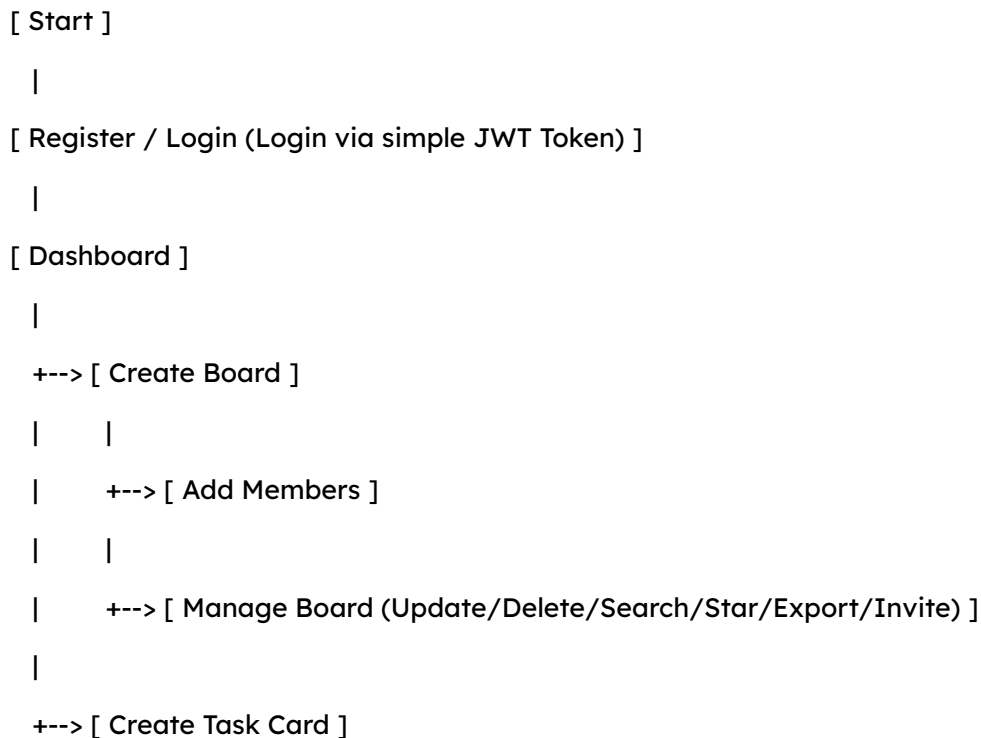 [ Start ]
|
[ Register / Login (Login via simple JWT Token) ]
|
[ Dashboard ]
|
+--> [ Create Board ]
|      |
|      +--> [ Add Members ]
|      |
|      +--> [ Manage Board (Update/Delete/Search/Star/Export/Invite) ]
|
+--> [ Create Task Card ]